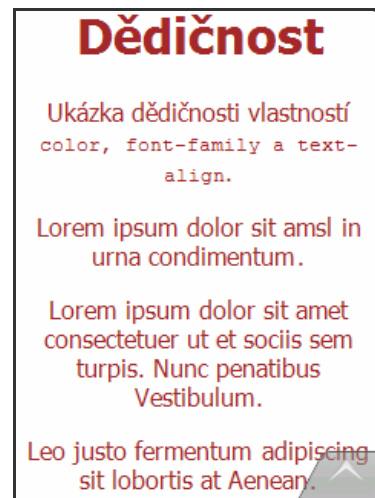 Dědičnost
Ukázka dědičnosti vlastností
color, font-family a text-
align.
Lorem ipsum dolor sit amsl in
urna condimentum.
Lorem ipsum dolor sit amet
consectetuer ut et sociis sem
turpis. Nunc penatibus
Vestibulum.
Leo justo fermentum adipiscing
sit lobortis at Aenean.